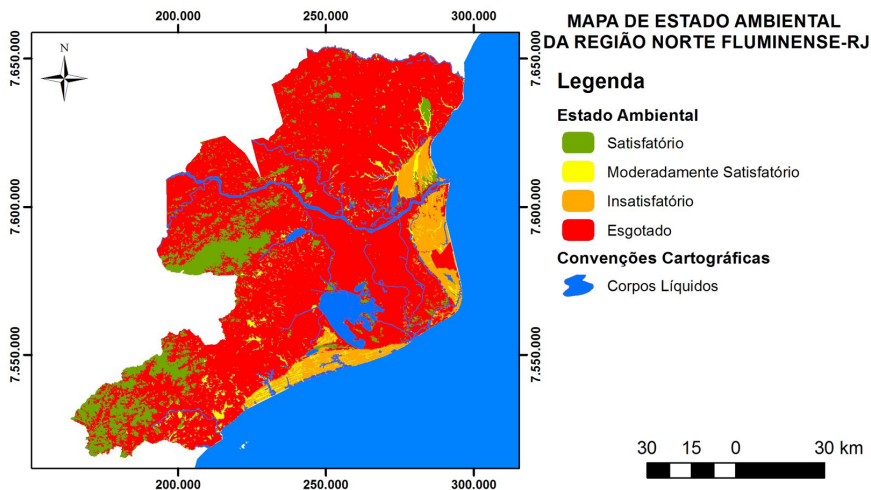 200.000
250.000
300.000
MAPA DE ESTADO AMBIENTAL
DA REGIÃO NORTE FLUMINENSE-RJ
N
7.650.000
7.650.000
7.600.000
7.600.000
7.550.000
7.550.000
Legenda
Estado Ambiental
Satisfatório
Moderadamente Satisfatório
Insatisfatório
Esgotado
Convenções Cartográficas
Corpos Líquidos
30 15 0 30 km
200.000
250.000
300.000